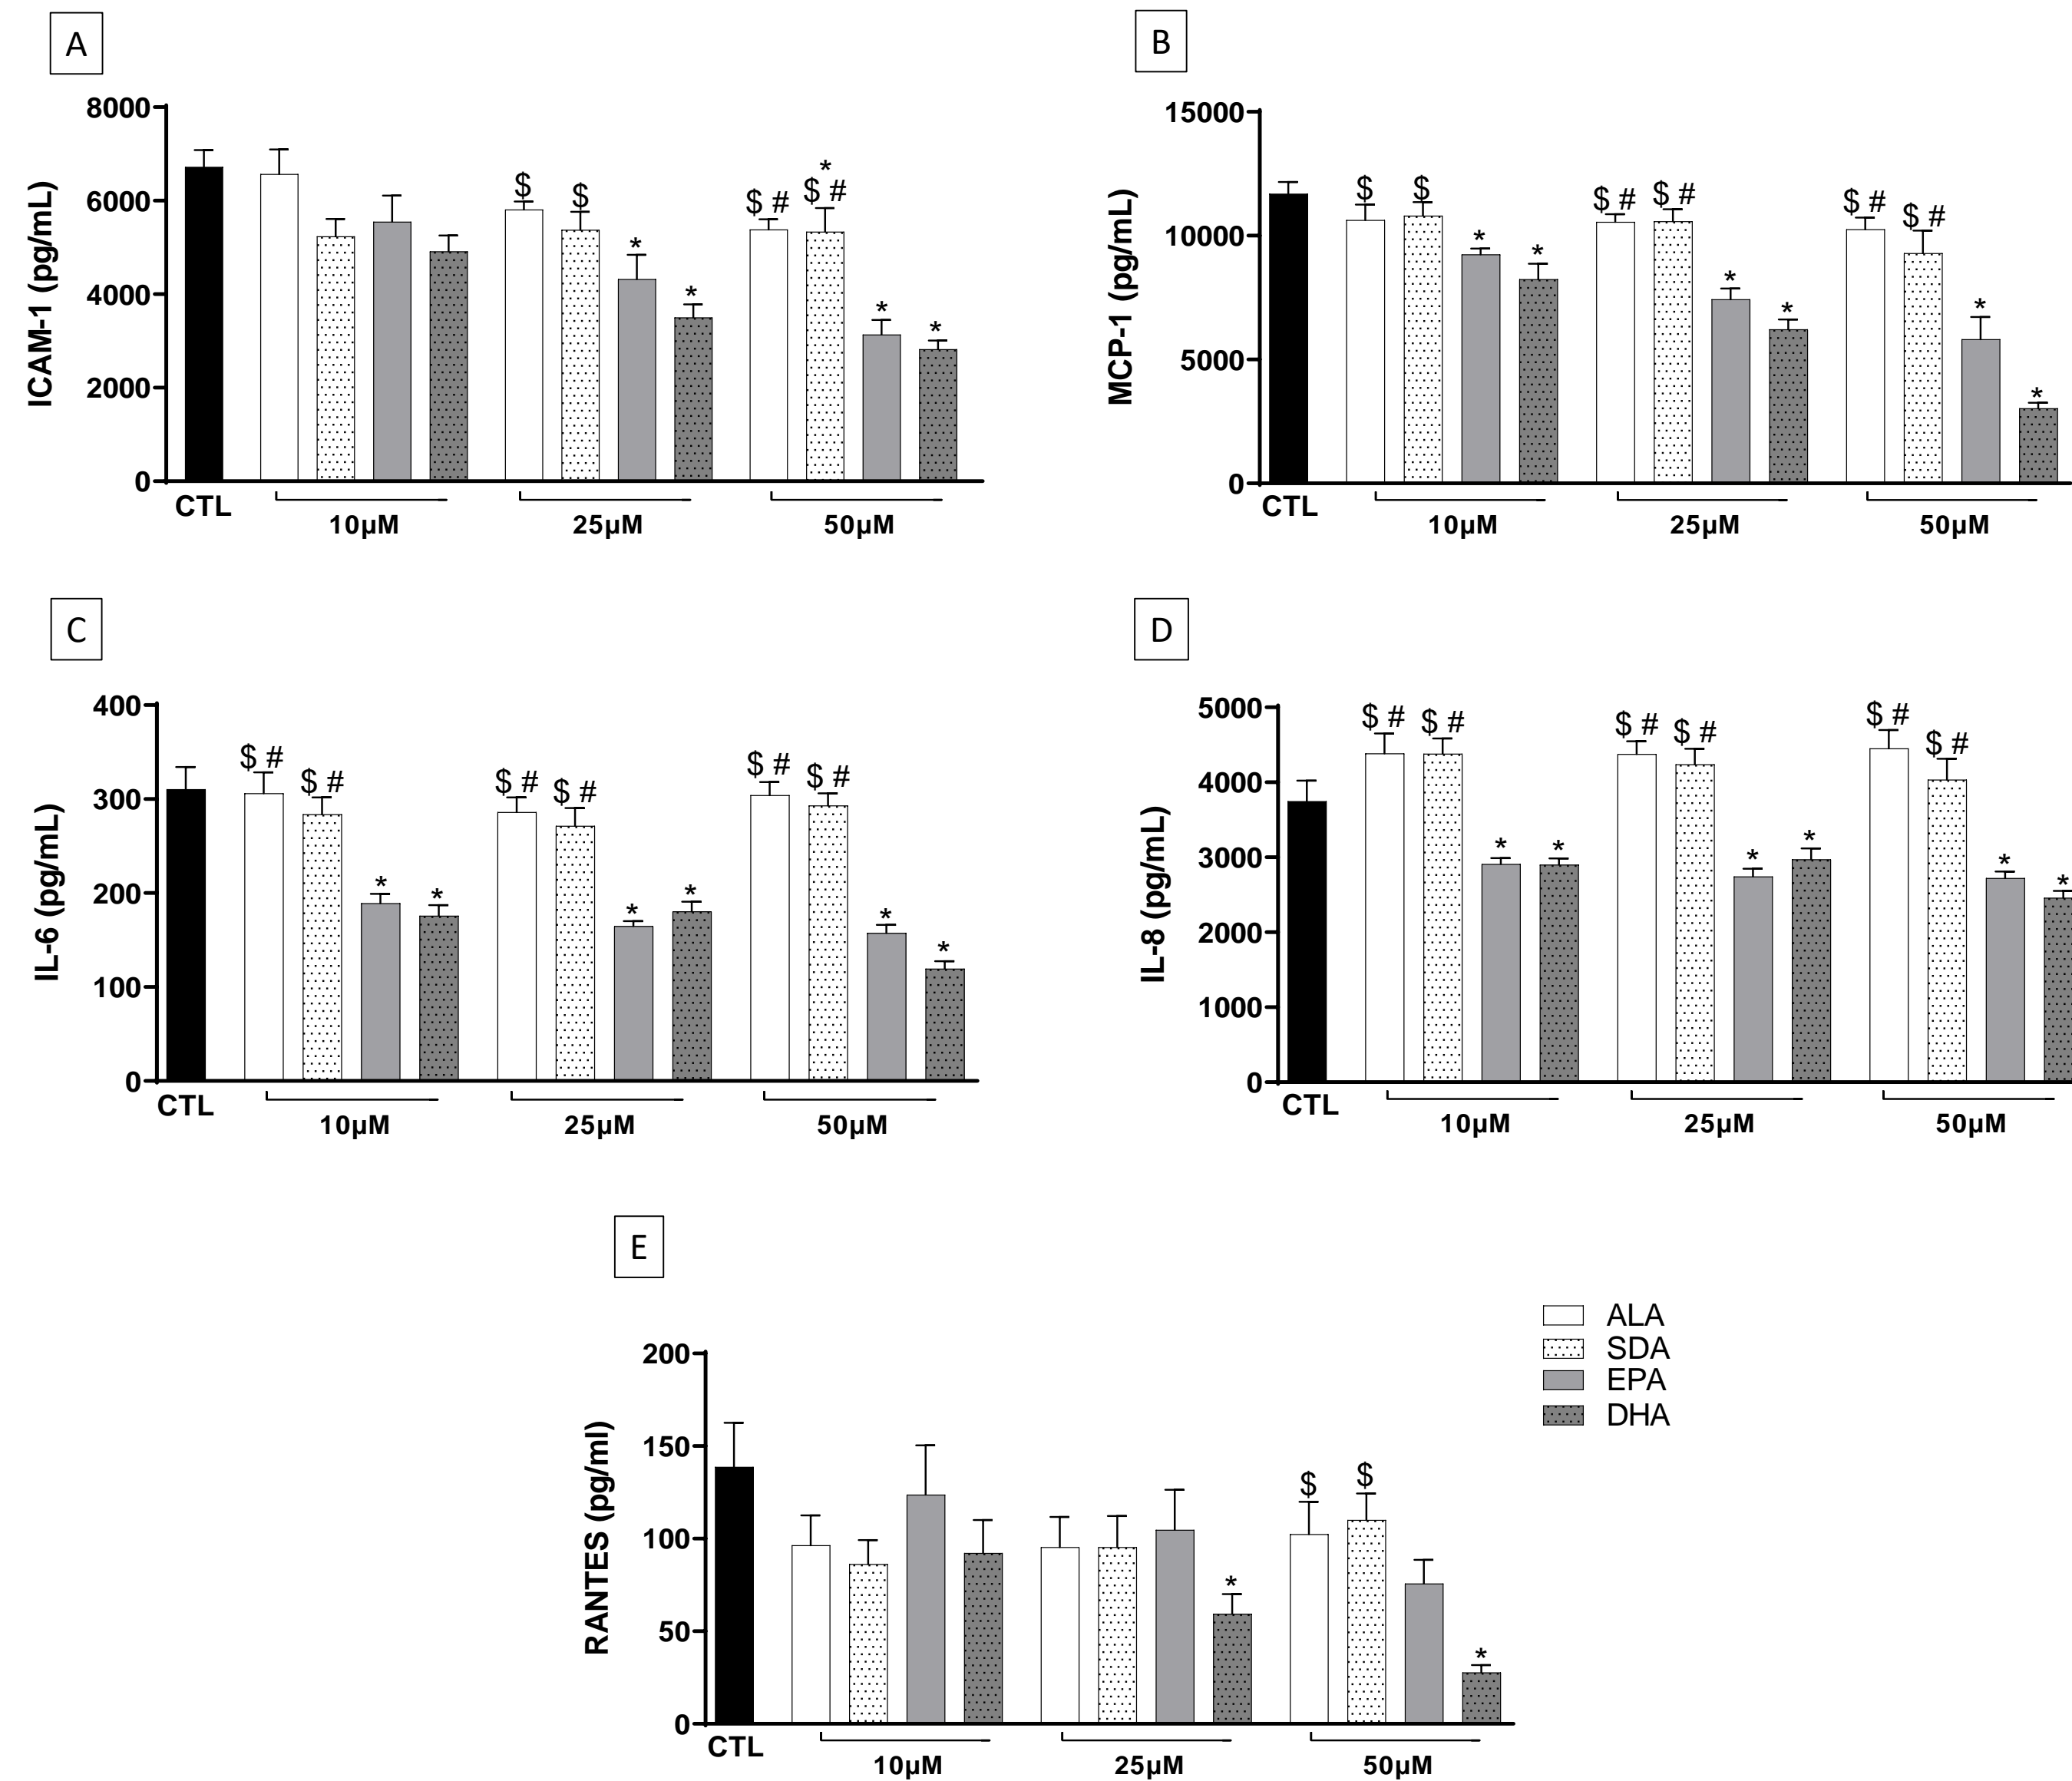 A
ICAM-1 (pg/mL)
8000
6000
4000
2000
0
$
$
*
*
$ #
*
$ #
*
*
CTL
10µM
25µM
50µM
B
MCP-1 (pg/mL)
15000
10000
5000
0
$
$
*
*
$ #
$ #
*
*
$ #
$ #
*
*
CTL
10µM
25µM
50µM
C
IL-6 (pg/mL)
400
300
200
100
0
$ #
$ #
*
*
$ #
$ #
*
*
$ #
$ #
*
*
CTL
10µM
25µM
50µM
D
IL-8 (pg/mL)
5000
4000
3000
2000
1000
0
$ #
$ #
*
*
$ #
$ #
*
*
$ #
$ #
*
*
CTL
10µM
25µM
50µM
E
RANTES (pg/ml)
200
150
100
50
0
*
$
$
*
CTL
10µM
25µM
50µM
ALA
SDA
EPA
DHA